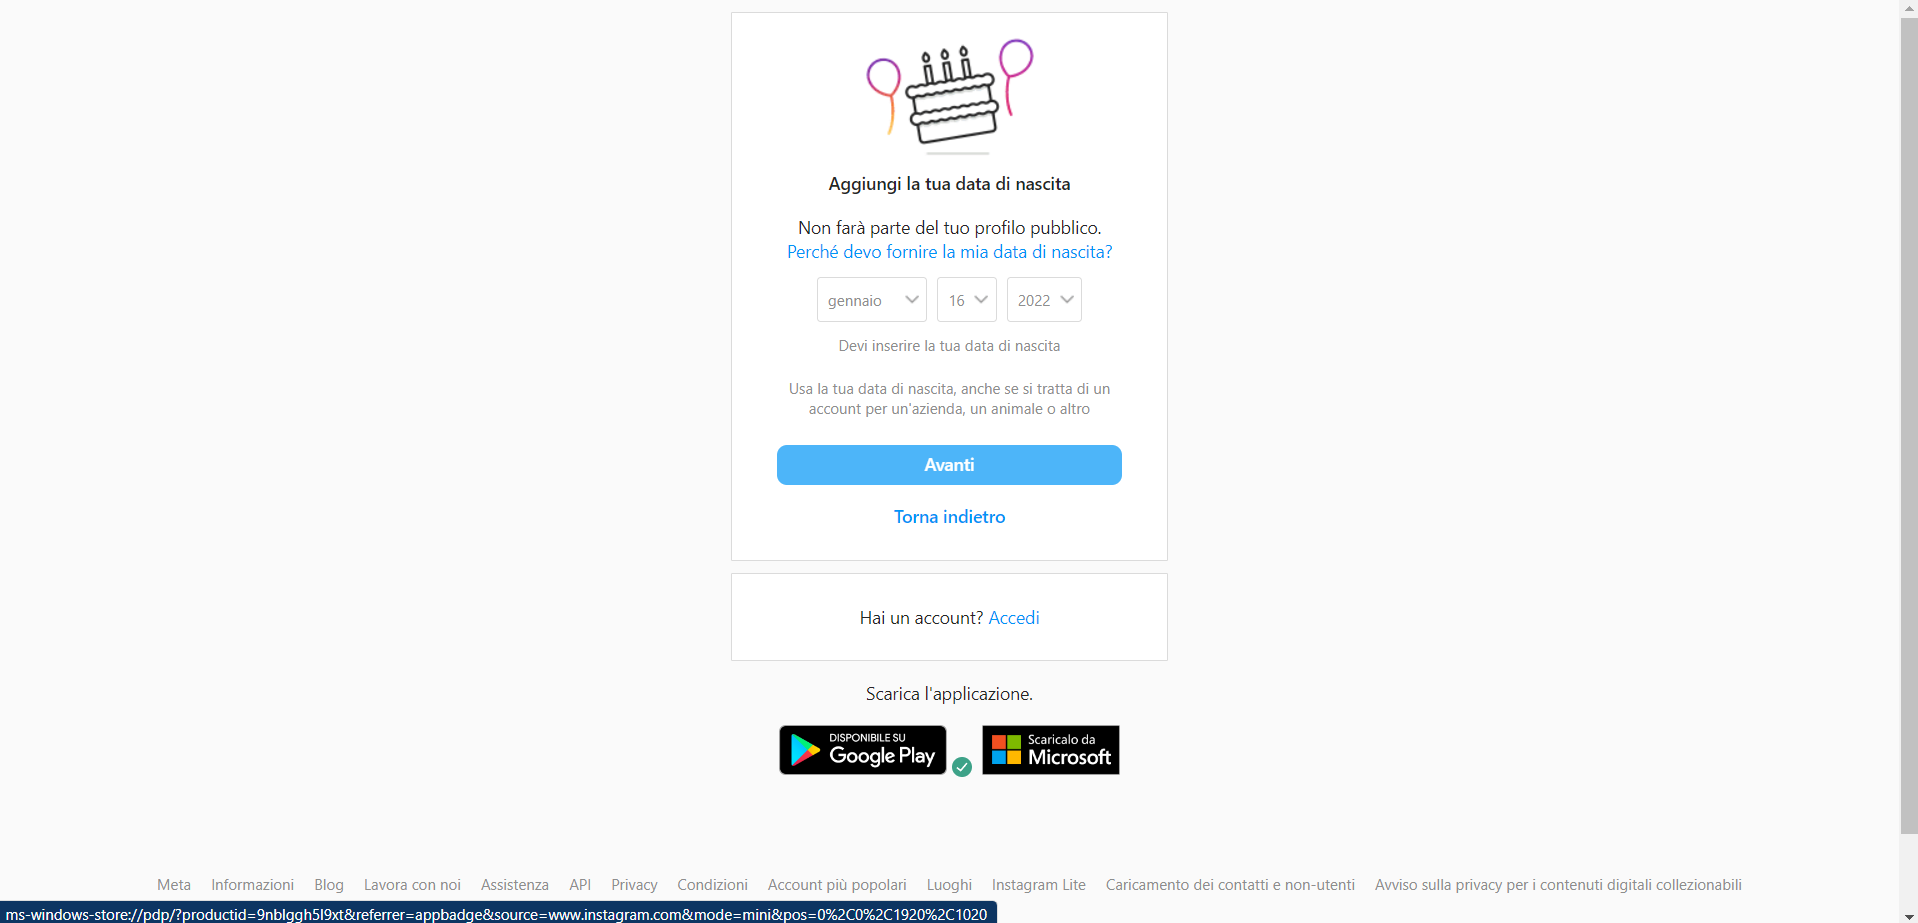 Aggiungi la tua data di nascita
Non farà parte del tuo profilo pubblico.
Perché devo fornire la mia data di nascita?
gennaio 16 2022
Devi inserire la tua data di nascita
Usa la tua data di nascita, anche se si tratta di un
account per un'azienda, un animale o altro
Avanti
Torna indietro
Hai un account? Accedi
Scarica l'applicazione.
DISPONIBILE SU
Google Play
Scaricalo da
Microsoft
Meta Informazioni Blog Lavora con noi Assistenza API Privacy Condizioni Account più popolari Luoghi Instagram Lite Caricamento dei contatti e non-utenti Avviso sulla privacy per i contenuti digitali collezionabili
ms-windows-store://pdp/?productid=9nblggh5l9xt&referrer=appbadge&source=www.instagram.com&mode=mini&pos=0%2C0%2C1920%2C1020